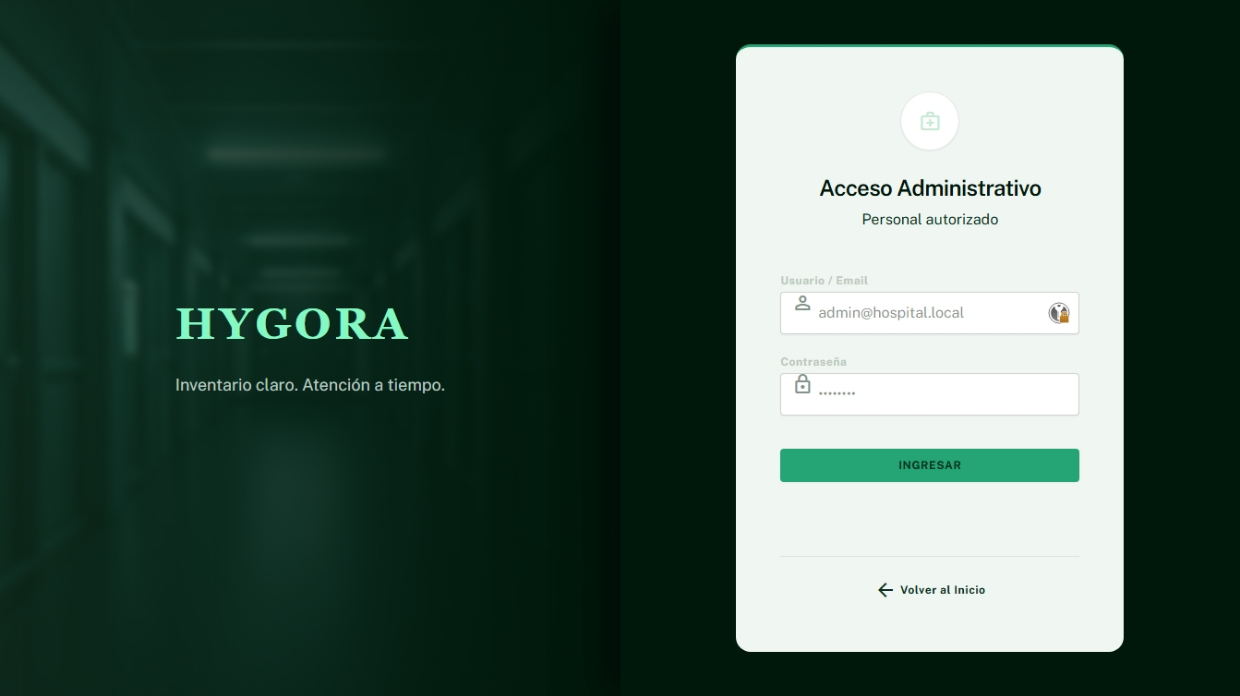 HYGORA
Inventario claro. Atención a tiempo.
Acceso Administrativo
Personal autorizado
Usuario / Email
admin@hospital.local
Contraseña
••••••••
INGRESAR
Volver al Inicio